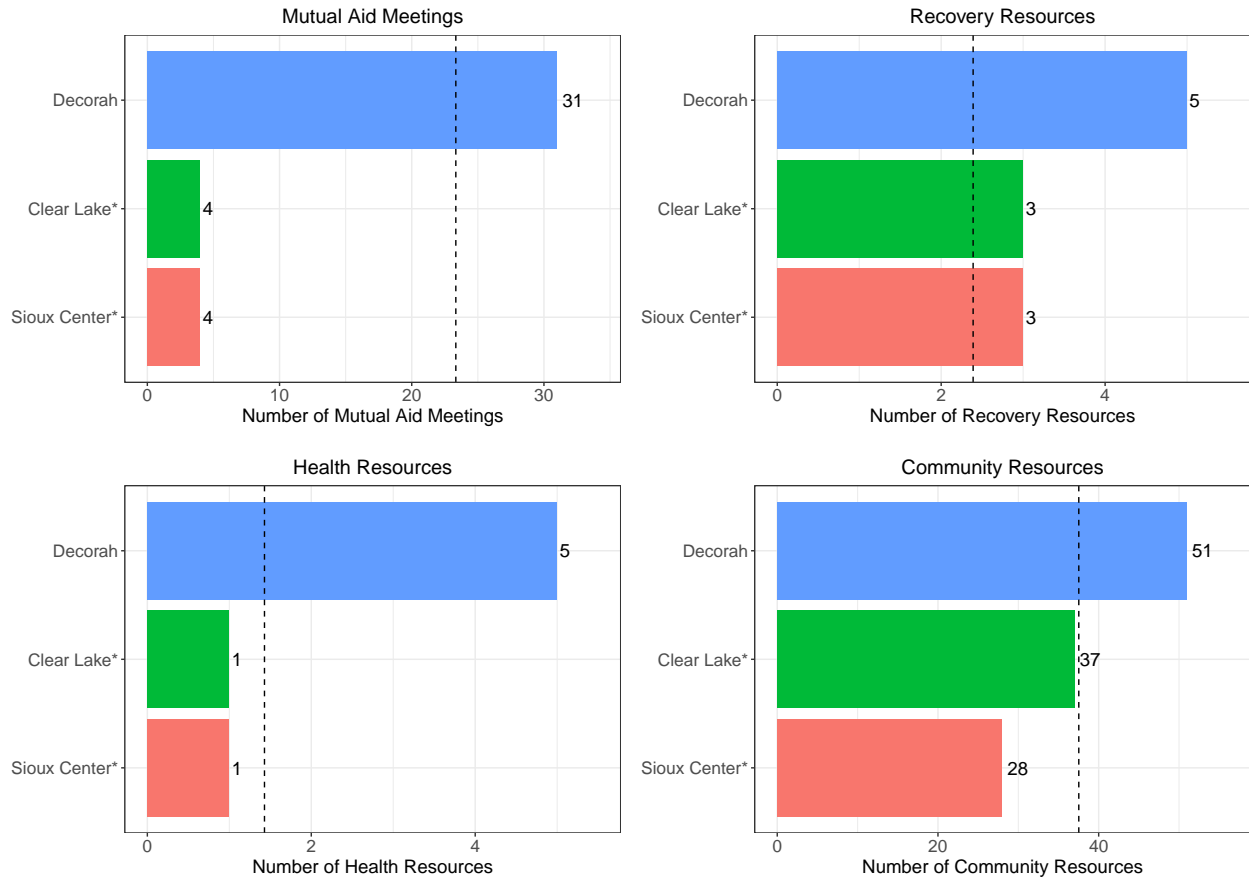 Mutual Aid Meetings
Decorah
31
Clear Lake*
4
Sioux Center*
4
0 10 20 30
Number of Mutual Aid Meetings
Recovery Resources
Decorah
5
Clear Lake*
3
Sioux Center*
3
0 2 4
Number of Recovery Resources
Health Resources
Decorah
5
Clear Lake*
1
Sioux Center*
1
0 2 4
Number of Health Resources
Community Resources
Decorah
51
Clear Lake*
37
Sioux Center*
28
0 20 40
Number of Community Resources